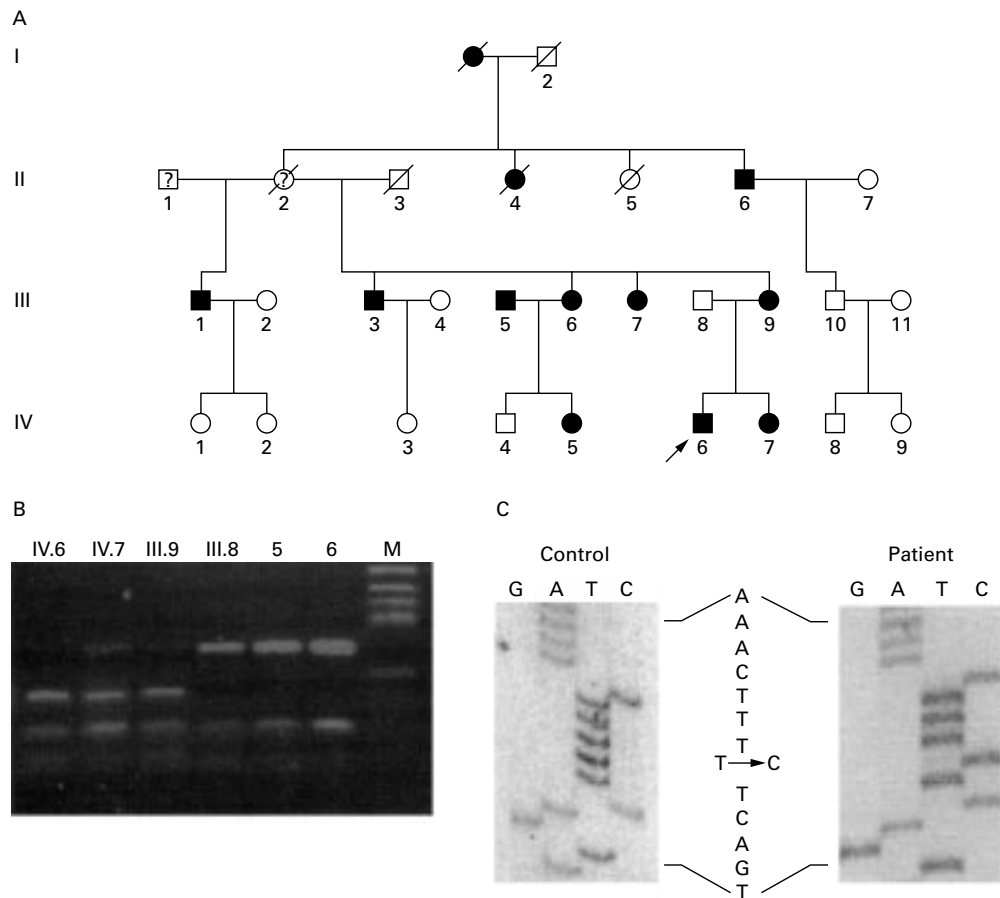 A
I
2
II
? ?
1 2 3 4 5 6 7
III
1 2 3 4 5 6 7 8 9 10 11
IV
1 2 3 4 5 6 7 8 9
B
IV.6 IV.7 III.9 III.8 5 6 M
C
Control
G A T C
A
A
A
C
T
T
T
T C
T
C
A
G
T
Patient
G A T C